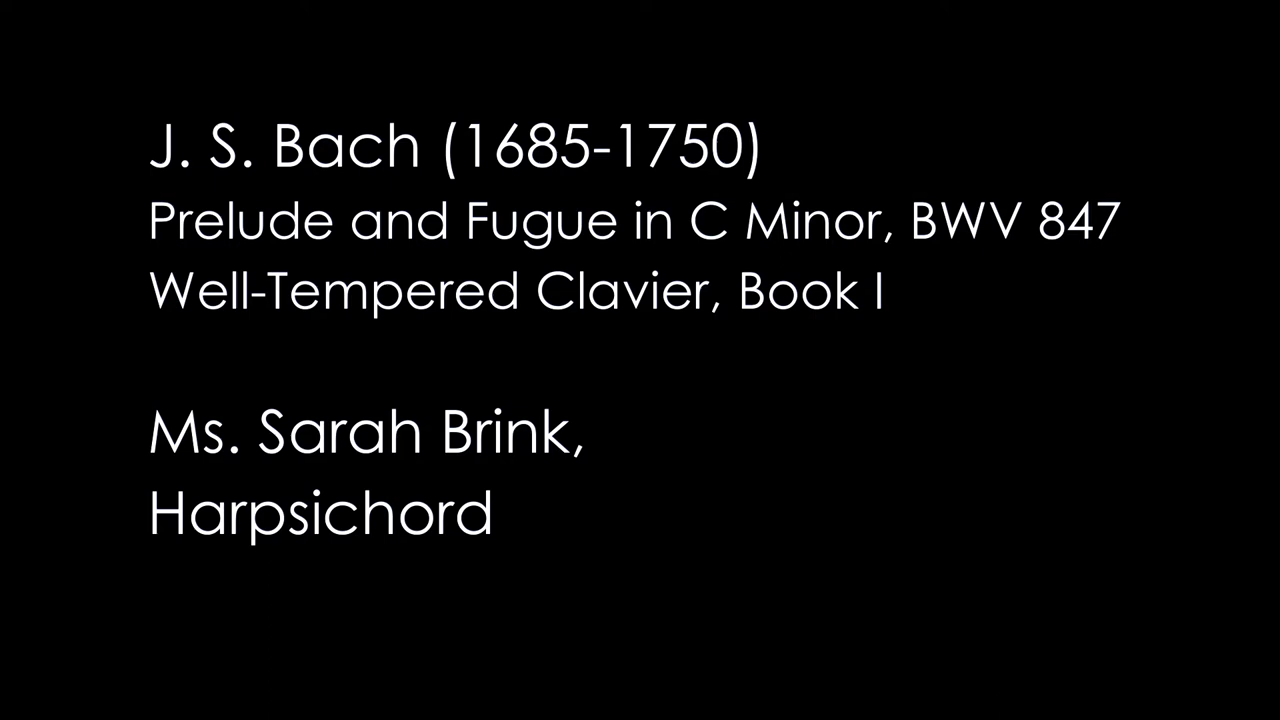 J. S. Bach (1685-1750)
Prelude and Fugue in C Minor, BWV 847
Well-Tempered Clavier, Book I
Ms. Sarah Brink,
Harpsichord